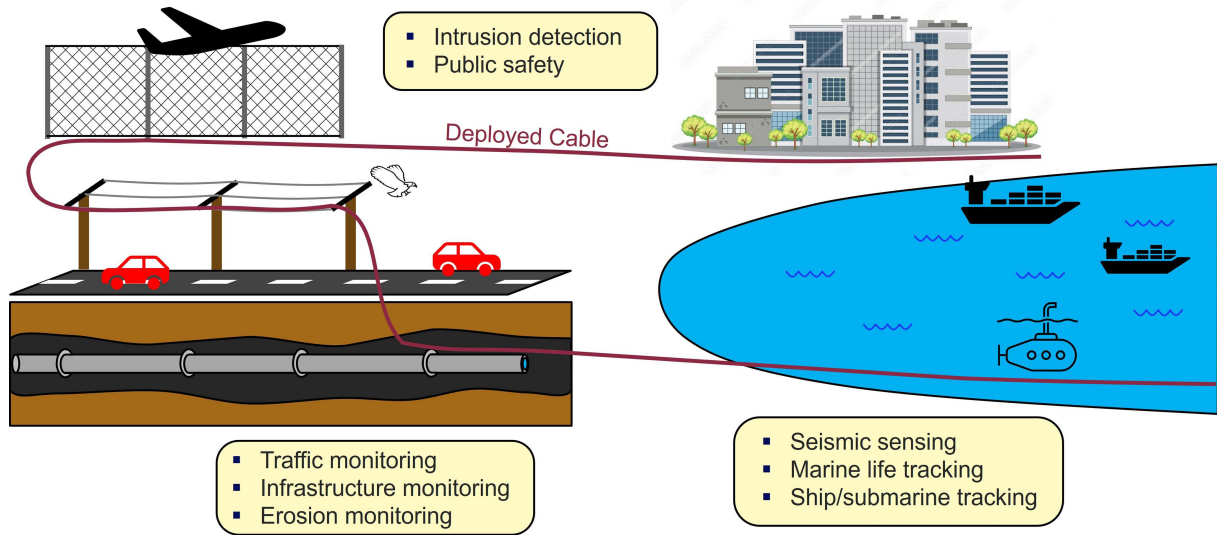 ▪ Intrusion detection
▪ Public safety
Deployed Cable
▪ Traffic monitoring
▪ Infrastructure monitoring
▪ Erosion monitoring
▪ Seismic sensing
▪ Marine life tracking
▪ Ship/submarine tracking